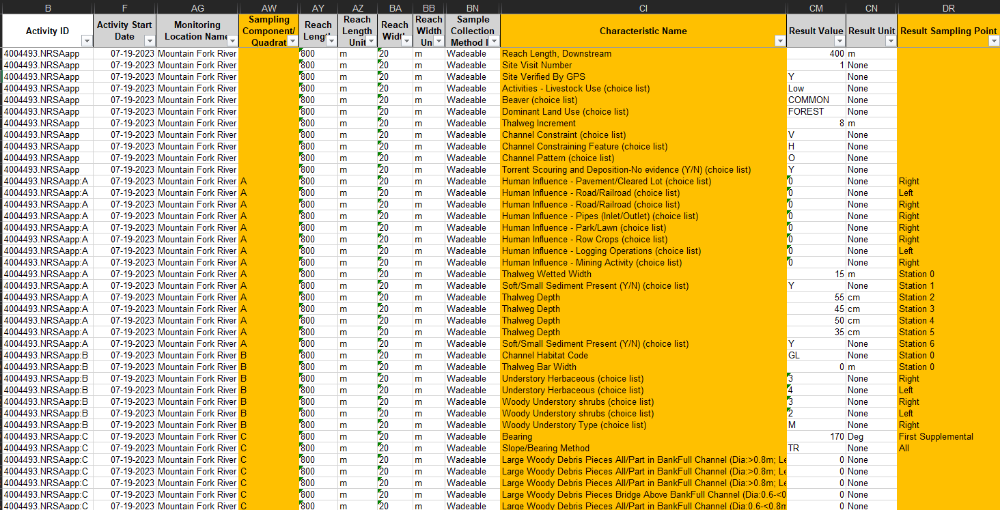 B F AG AW AY AZ BA BB BN CI CM CN DR
Activity ID Activity Start Date Monitoring Location Name Sampling Component/ Quadrat Reach Length Reach Length Unit Reach Width Reach Width Un Sample Collection Method I Characteristic Name Result Value Result Unit Result Sampling Point
4004493.NRSAapp 07-19-2023 Mountain Fork River 800 m 20 m Wadeable Reach Length, Downstream 400 m
4004493.NRSAapp 07-19-2023 Mountain Fork River 800 m 20 m Wadeable Site Visit Number 1 None
4004493.NRSAapp 07-19-2023 Mountain Fork River 800 m 20 m Wadeable Site Verified By GPS Y None
4004493.NRSAapp 07-19-2023 Mountain Fork River 800 m 20 m Wadeable Activities - Livestock Use (choice list) Low None
4004493.NRSAapp 07-19-2023 Mountain Fork River 800 m 20 m Wadeable Beaver (choice list) COMMON None
4004493.NRSAapp 07-19-2023 Mountain Fork River 800 m 20 m Wadeable Dominant Land Use (choice list) FOREST None
4004493.NRSAapp 07-19-2023 Mountain Fork River 800 m 20 m Wadeable Thalweg Increment 8 m
4004493.NRSAapp 07-19-2023 Mountain Fork River 800 m 20 m Wadeable Channel Constraint (choice list) V None
4004493.NRSAapp 07-19-2023 Mountain Fork River 800 m 20 m Wadeable Channel Constraining Feature (choice list) H None
4004493.NRSAapp 07-19-2023 Mountain Fork River 800 m 20 m Wadeable Channel Pattern (choice list) O None
4004493.NRSAapp 07-19-2023 Mountain Fork River 800 m 20 m Wadeable Torrent Scouring and Deposition-No evidence (Y/N) (choice list) Y None
4004493.NRSAapp:A 07-19-2023 Mountain Fork River A 800 m 20 m Wadeable Human Influence - Pavement/Cleared Lot (choice list) 0 None Right
4004493.NRSAapp:A 07-19-2023 Mountain Fork River A 800 m 20 m Wadeable Human Influence - Road/Railroad (choice list) 0 None Left
4004493.NRSAapp:A 07-19-2023 Mountain Fork River A 800 m 20 m Wadeable Human Influence - Road/Railroad (choice list) 0 None Right
4004493.NRSAapp:A 07-19-2023 Mountain Fork River A 800 m 20 m Wadeable Human Influence - Pipes (Inlet/Outlet) (choice list) 0 None Right
4004493.NRSAapp:A 07-19-2023 Mountain Fork River A 800 m 20 m Wadeable Human Influence - Park/Lawn (choice list) 0 None Right
4004493.NRSAapp:A 07-19-2023 Mountain Fork River A 800 m 20 m Wadeable Human Influence - Row Crops (choice list) 0 None Right
4004493.NRSAapp:A 07-19-2023 Mountain Fork River A 800 m 20 m Wadeable Human Influence - Logging Operations (choice list) 0 None Left
4004493.NRSAapp:A 07-19-2023 Mountain Fork River A 800 m 20 m Wadeable Human Influence - Mining Activity (choice list) 0 None Right
4004493.NRSAapp:A 07-19-2023 Mountain Fork River A 800 m 20 m Wadeable Thalweg Wetted Width 15 m Station 0
4004493.NRSAapp:A 07-19-2023 Mountain Fork River A 800 m 20 m Wadeable Soft/Small Sediment Present (Y/N) (choice list) Y None Station 1
4004493.NRSAapp:A 07-19-2023 Mountain Fork River A 800 m 20 m Wadeable Thalweg Depth 55 cm Station 2
4004493.NRSAapp:A 07-19-2023 Mountain Fork River A 800 m 20 m Wadeable Thalweg Depth 45 cm Station 3
4004493.NRSAapp:A 07-19-2023 Mountain Fork River A 800 m 20 m Wadeable Thalweg Depth 50 cm Station 4
4004493.NRSAapp:A 07-19-2023 Mountain Fork River A 800 m 20 m Wadeable Thalweg Depth 35 cm Station 5
4004493.NRSAapp:A 07-19-2023 Mountain Fork River A 800 m 20 m Wadeable Soft/Small Sediment Present (Y/N) (choice list) Y None Station 6
4004493.NRSAapp:B 07-19-2023 Mountain Fork River B 800 m 20 m Wadeable Channel Habitat Code GL None Station 0
4004493.NRSAapp:B 07-19-2023 Mountain Fork River B 800 m 20 m Wadeable Thalweg Bar Width 0 m Station 0
4004493.NRSAapp:B 07-19-2023 Mountain Fork River B 800 m 20 m Wadeable Understory Herbaceous (choice list) 3 None Right
4004493.NRSAapp:B 07-19-2023 Mountain Fork River B 800 m 20 m Wadeable Understory Herbaceous (choice list) 4 None Left
4004493.NRSAapp:B 07-19-2023 Mountain Fork River B 800 m 20 m Wadeable Woody Understory shrubs (choice list) 3 None Right
4004493.NRSAapp:B 07-19-2023 Mountain Fork River B 800 m 20 m Wadeable Woody Understory shrubs (choice list) 2 None Left
4004493.NRSAapp:B 07-19-2023 Mountain Fork River B 800 m 20 m Wadeable Woody Understory Type (choice list) M None Right
4004493.NRSAapp:C 07-19-2023 Mountain Fork River C 800 m 20 m Wadeable Bearing 170 Deg First Supplemental
4004493.NRSAapp:C 07-19-2023 Mountain Fork River C 800 m 20 m Wadeable Slope/Bearing Method TR None All
4004493.NRSAapp:C 07-19-2023 Mountain Fork River C 800 m 20 m Wadeable Large Woody Debris Pieces All/Part in BankFull Channel (Dia:>0.8m; Le 0 None
4004493.NRSAapp:C 07-19-2023 Mountain Fork River C 800 m 20 m Wadeable Large Woody Debris Pieces All/Part in BankFull Channel (Dia:>0.8m; Le 0 None
4004493.NRSAapp:C 07-19-2023 Mountain Fork River C 800 m 20 m Wadeable Large Woody Debris Pieces All/Part in BankFull Channel (Dia:>0.8m; Le 0 None
4004493.NRSAapp:C 07-19-2023 Mountain Fork River C 800 m 20 m Wadeable Large Woody Debris Pieces Bridge Above BankFull Channel (Dia:0.6-<0 0 None
4004493.NRSAapp:C 07-19-2023 Mountain Fork River C 800 m 20 m Wadeable Large Woody Debris Pieces All/Part in BankFull Channel (Dia:0.6-<0.8m 0 None